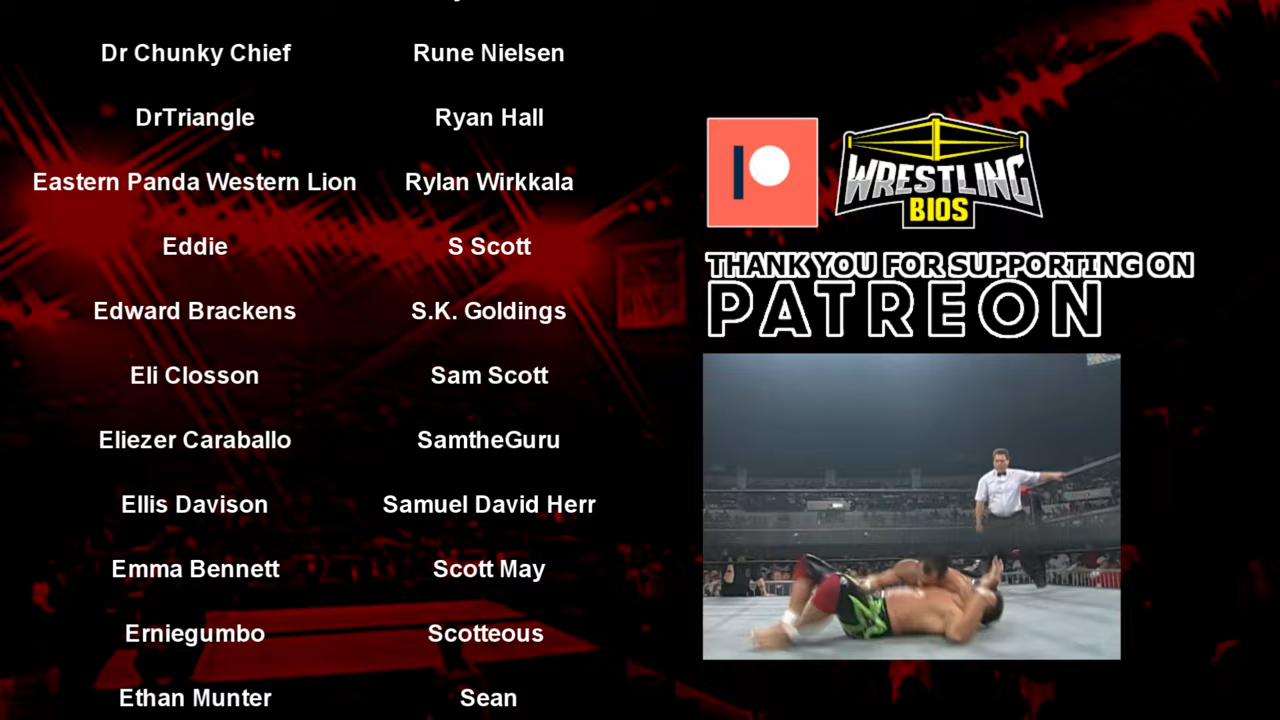 Dr Chunky Chief
DrTriangle
Eastern Panda Western Lion
Eddie
Edward Brackens
Eli Closson
Eliezer Caraballo
Ellis Davison
Emma Bennett
Erniegumbo
Ethan Munter
Rune Nielsen
Ryan Hall
Rylan Wirkkala
S Scott
S.K. Goldings
Sam Scott
SamtheGuru
Samuel David Herr
Scott May
Scotteous
Sean
WRESTLING
BIOS
THANK YOU FOR SUPPORTING ON
PATREON